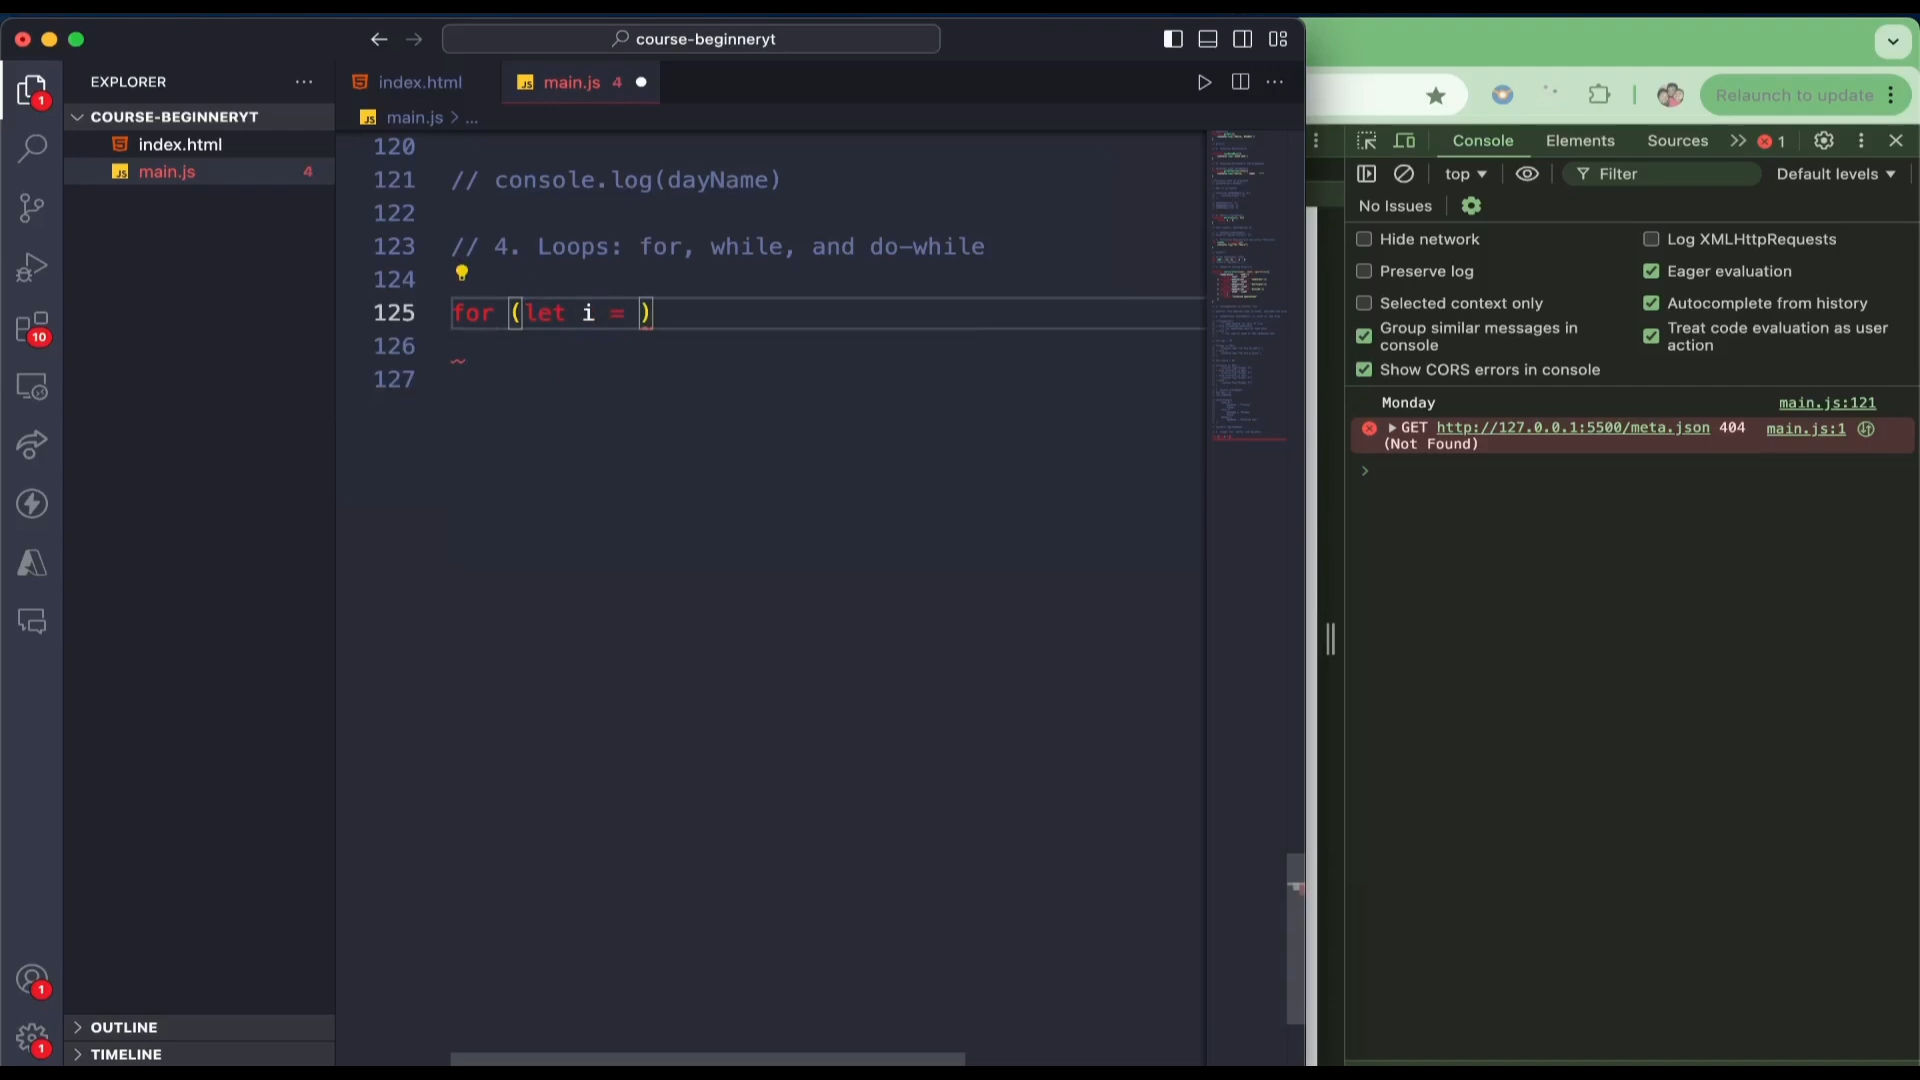 course-beginneryt
EXPLORER
COURSE-BEGINNERYT
index.html
main.js 4
OUTLINE
TIMELINE
1
10
1
1
index.html
main.js 4
main.js > ...
120
121 // console.log(dayName)
122
123 // 4. Loops: for, while, and do-while
124
125 for (let i = )
126
127
Relaunch to update
Console Elements Sources 1
top Filter Default levels
No Issues
Hide network Log XMLHttpRequests
Preserve log Eager evaluation
Selected context only Autocomplete from history
Group similar messages in console
Treat code evaluation as user action
Show CORS errors in console
Monday main.js:121
GET http://127.0.0.1:5500/meta.json 404 main.js:1
(Not Found)